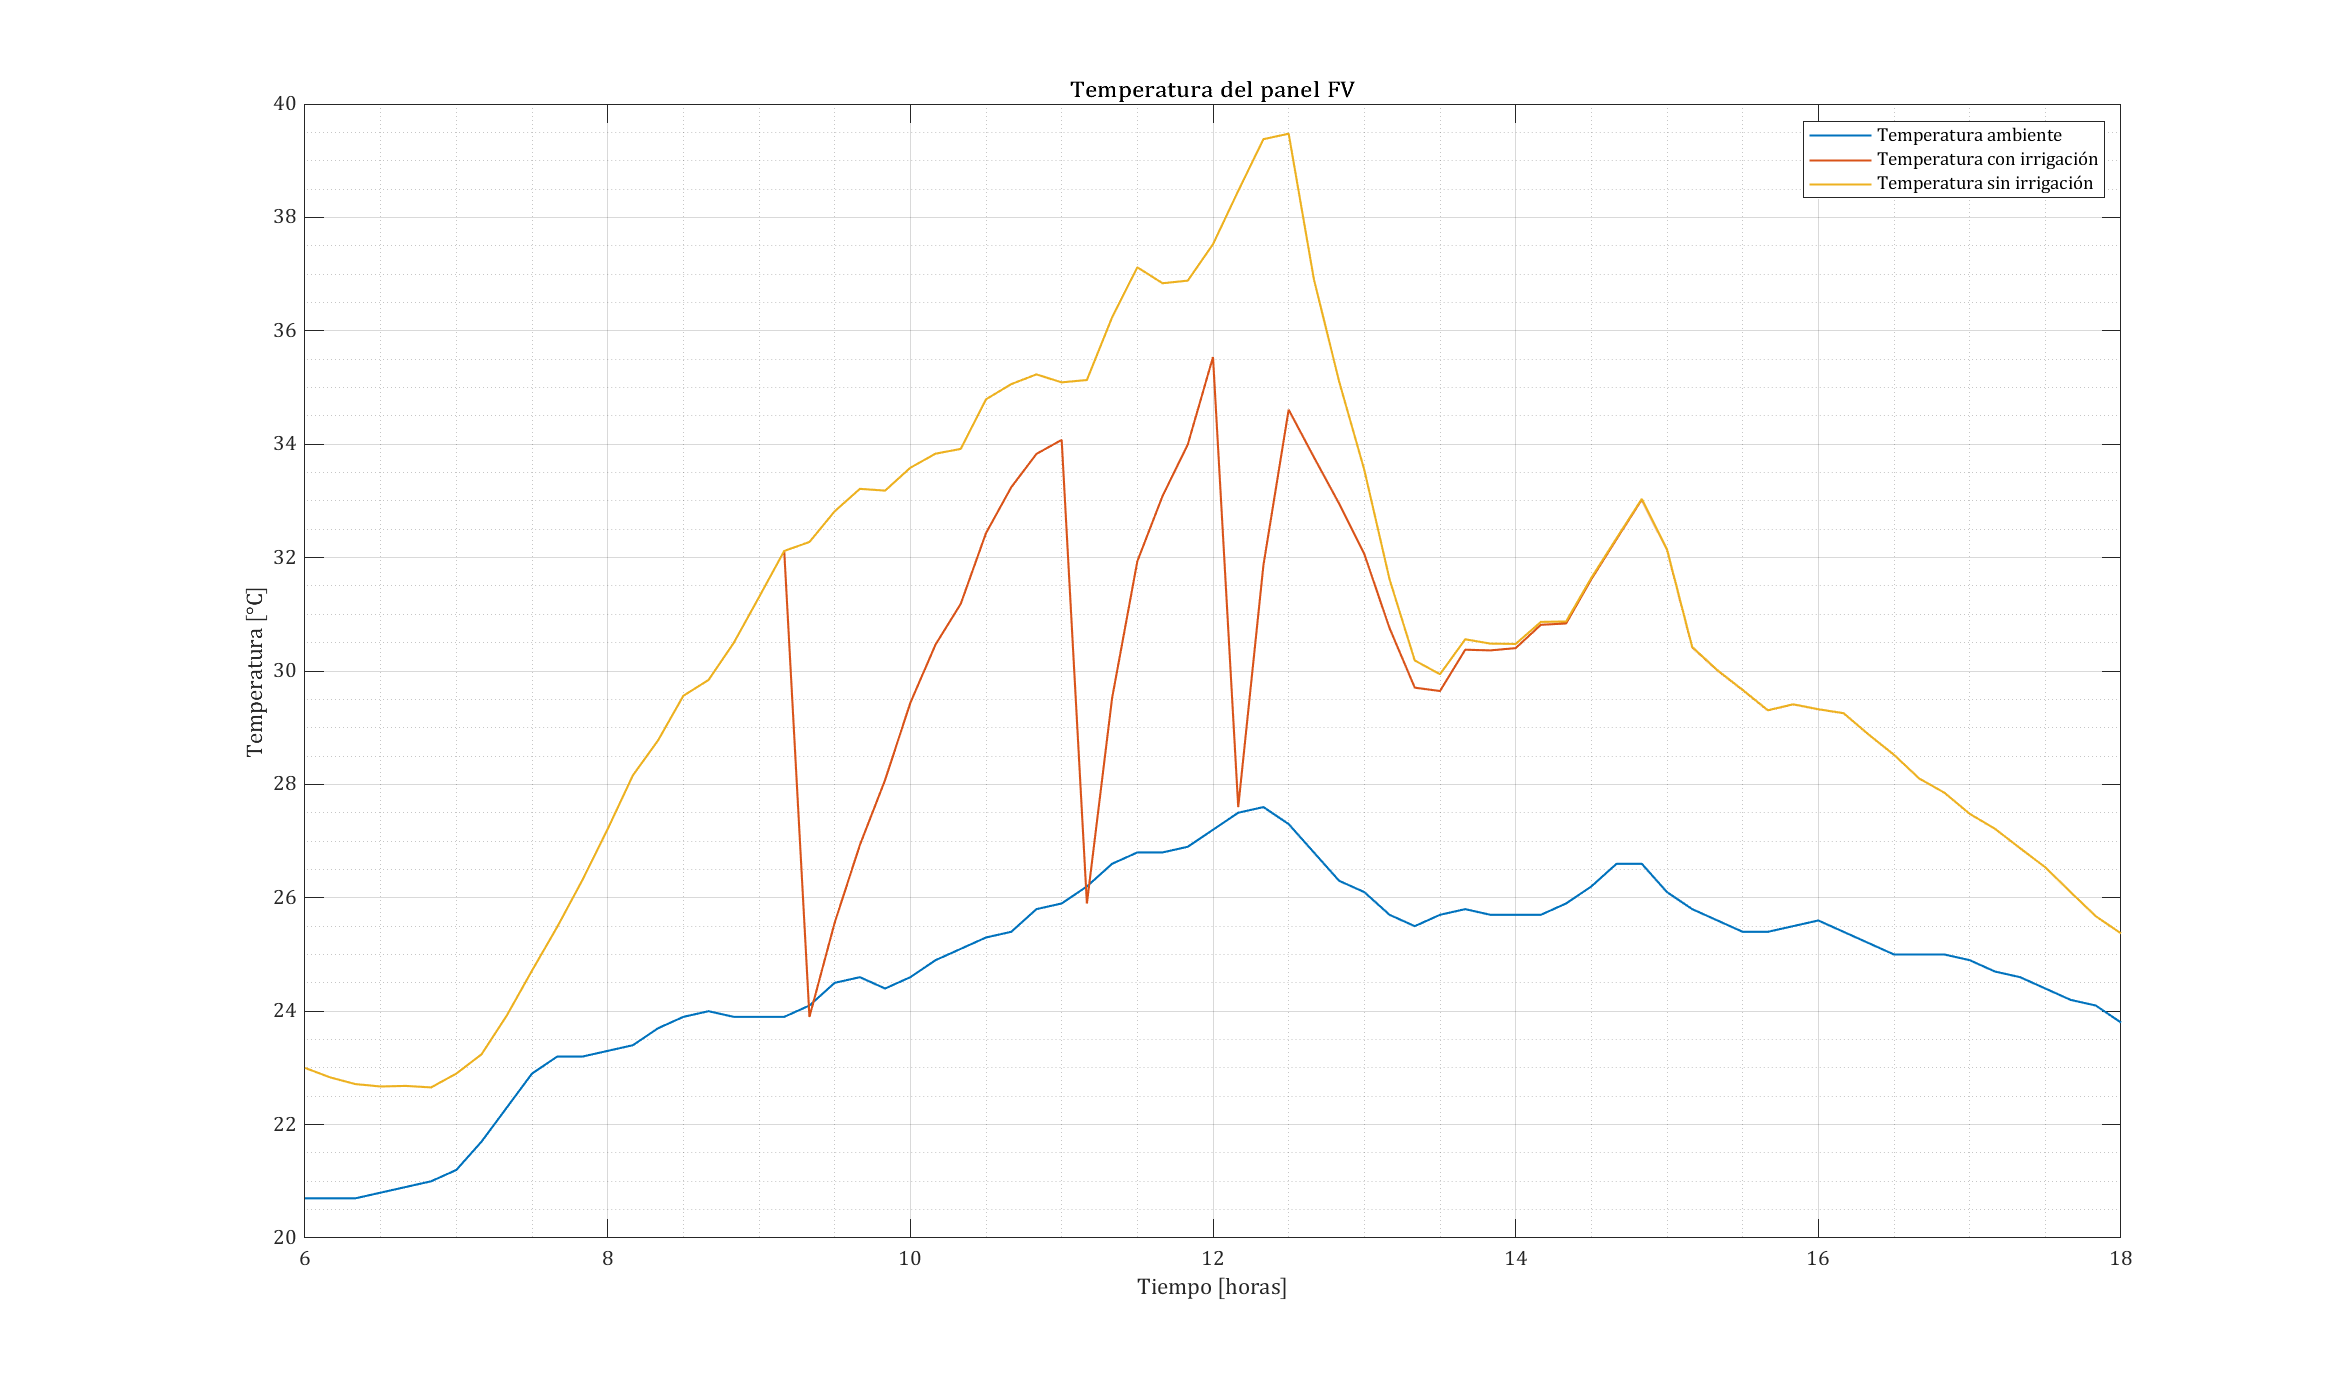 Temperatura del panel FV
Temperatura ambiente
Temperatura con irrigación
Temperatura sin irrigación
Temperatura [°C]
40
38
36
34
32
30
28
26
24
22
20
6 8 10 12 14 16 18
Tiempo [horas]